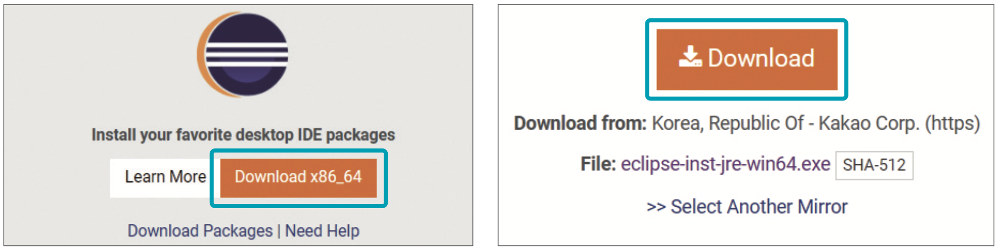 Install your favorite desktop IDE packages
Learn More
Download x86_64
Download Packages | Need Help
Download
Download from: Korea, Republic Of - Kakao Corp. (https)
File: eclipse-inst-jre-win64.exe SHA-512
>> Select Another Mirror